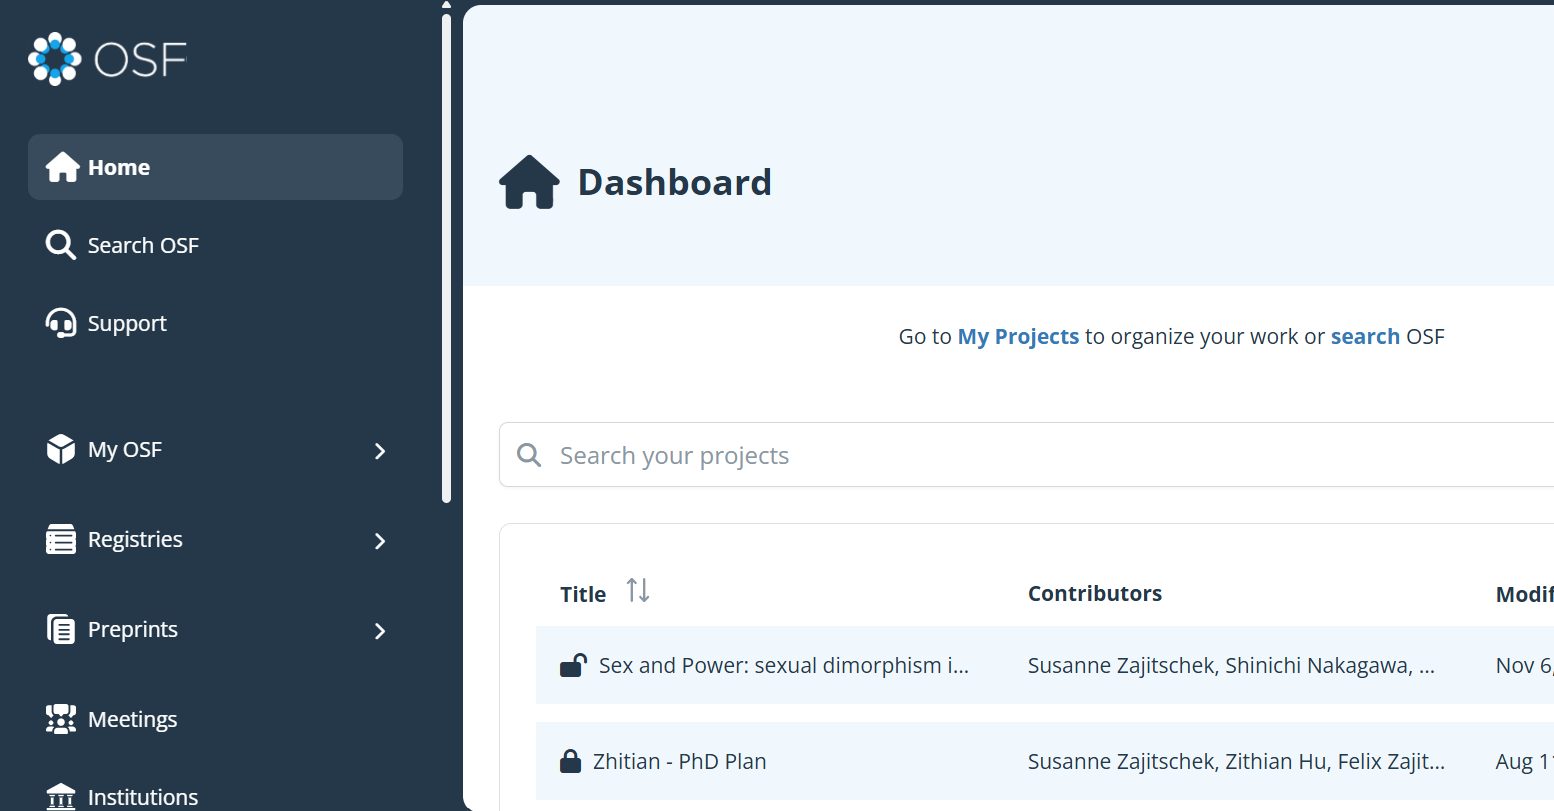 OSF
Home
Search OSF
Support
My OSF
Registries
Preprints
Meetings
Institutions
Dashboard
Go to My Projects to organize your work or search OSF
Search your projects
Title Contributors Modif
Sex and Power: sexual dimorphism i... Susanne Zajitschek, Shinichi Nakagawa, ... Nov 6,
Zhitian - PhD Plan Susanne Zajitschek, Zithian Hu, Felix Zajit... Aug 1